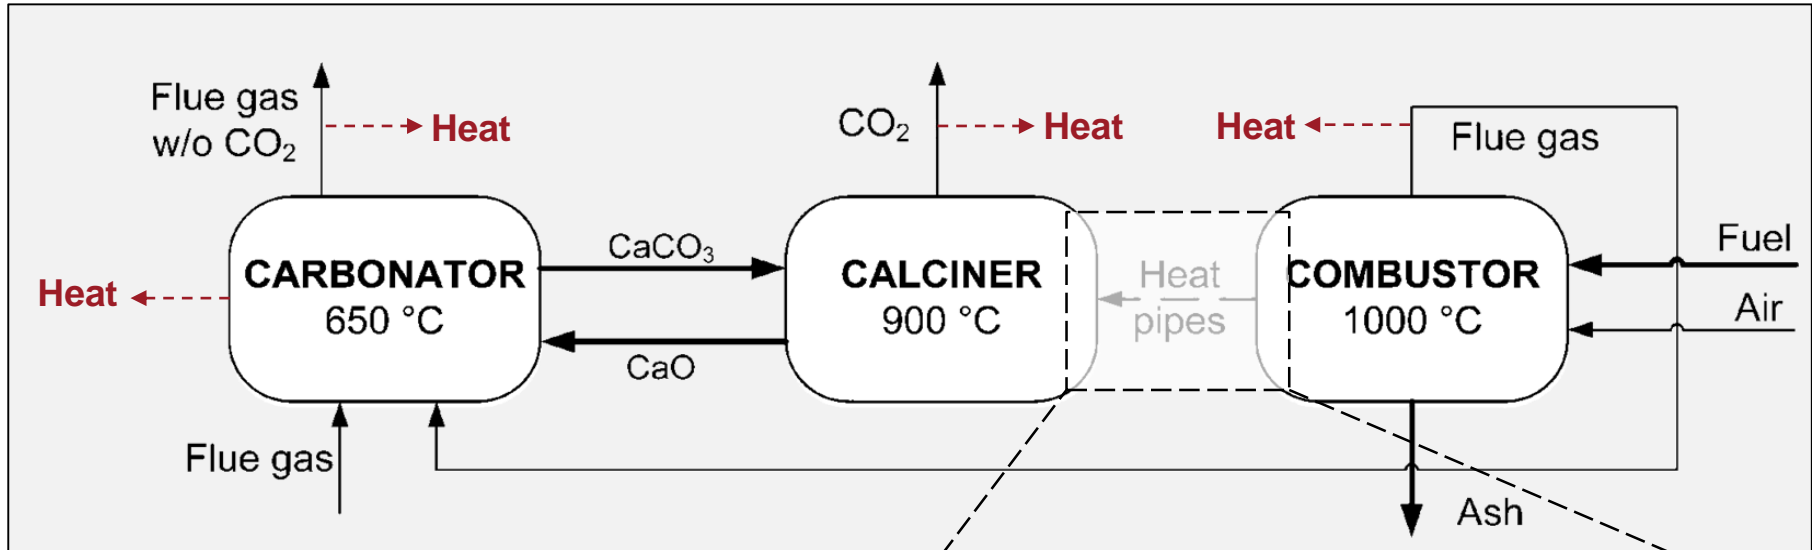 Flue gas
w/o CO₂
Heat
CO₂
Heat
Heat
Flue gas
Heat
CARBONATOR
650 °C
CaCO₃
CaO
CALCINER
900 °C
Heat
pipes
COMBUSTOR
1000 °C
Fuel
Air
Flue gas
Ash